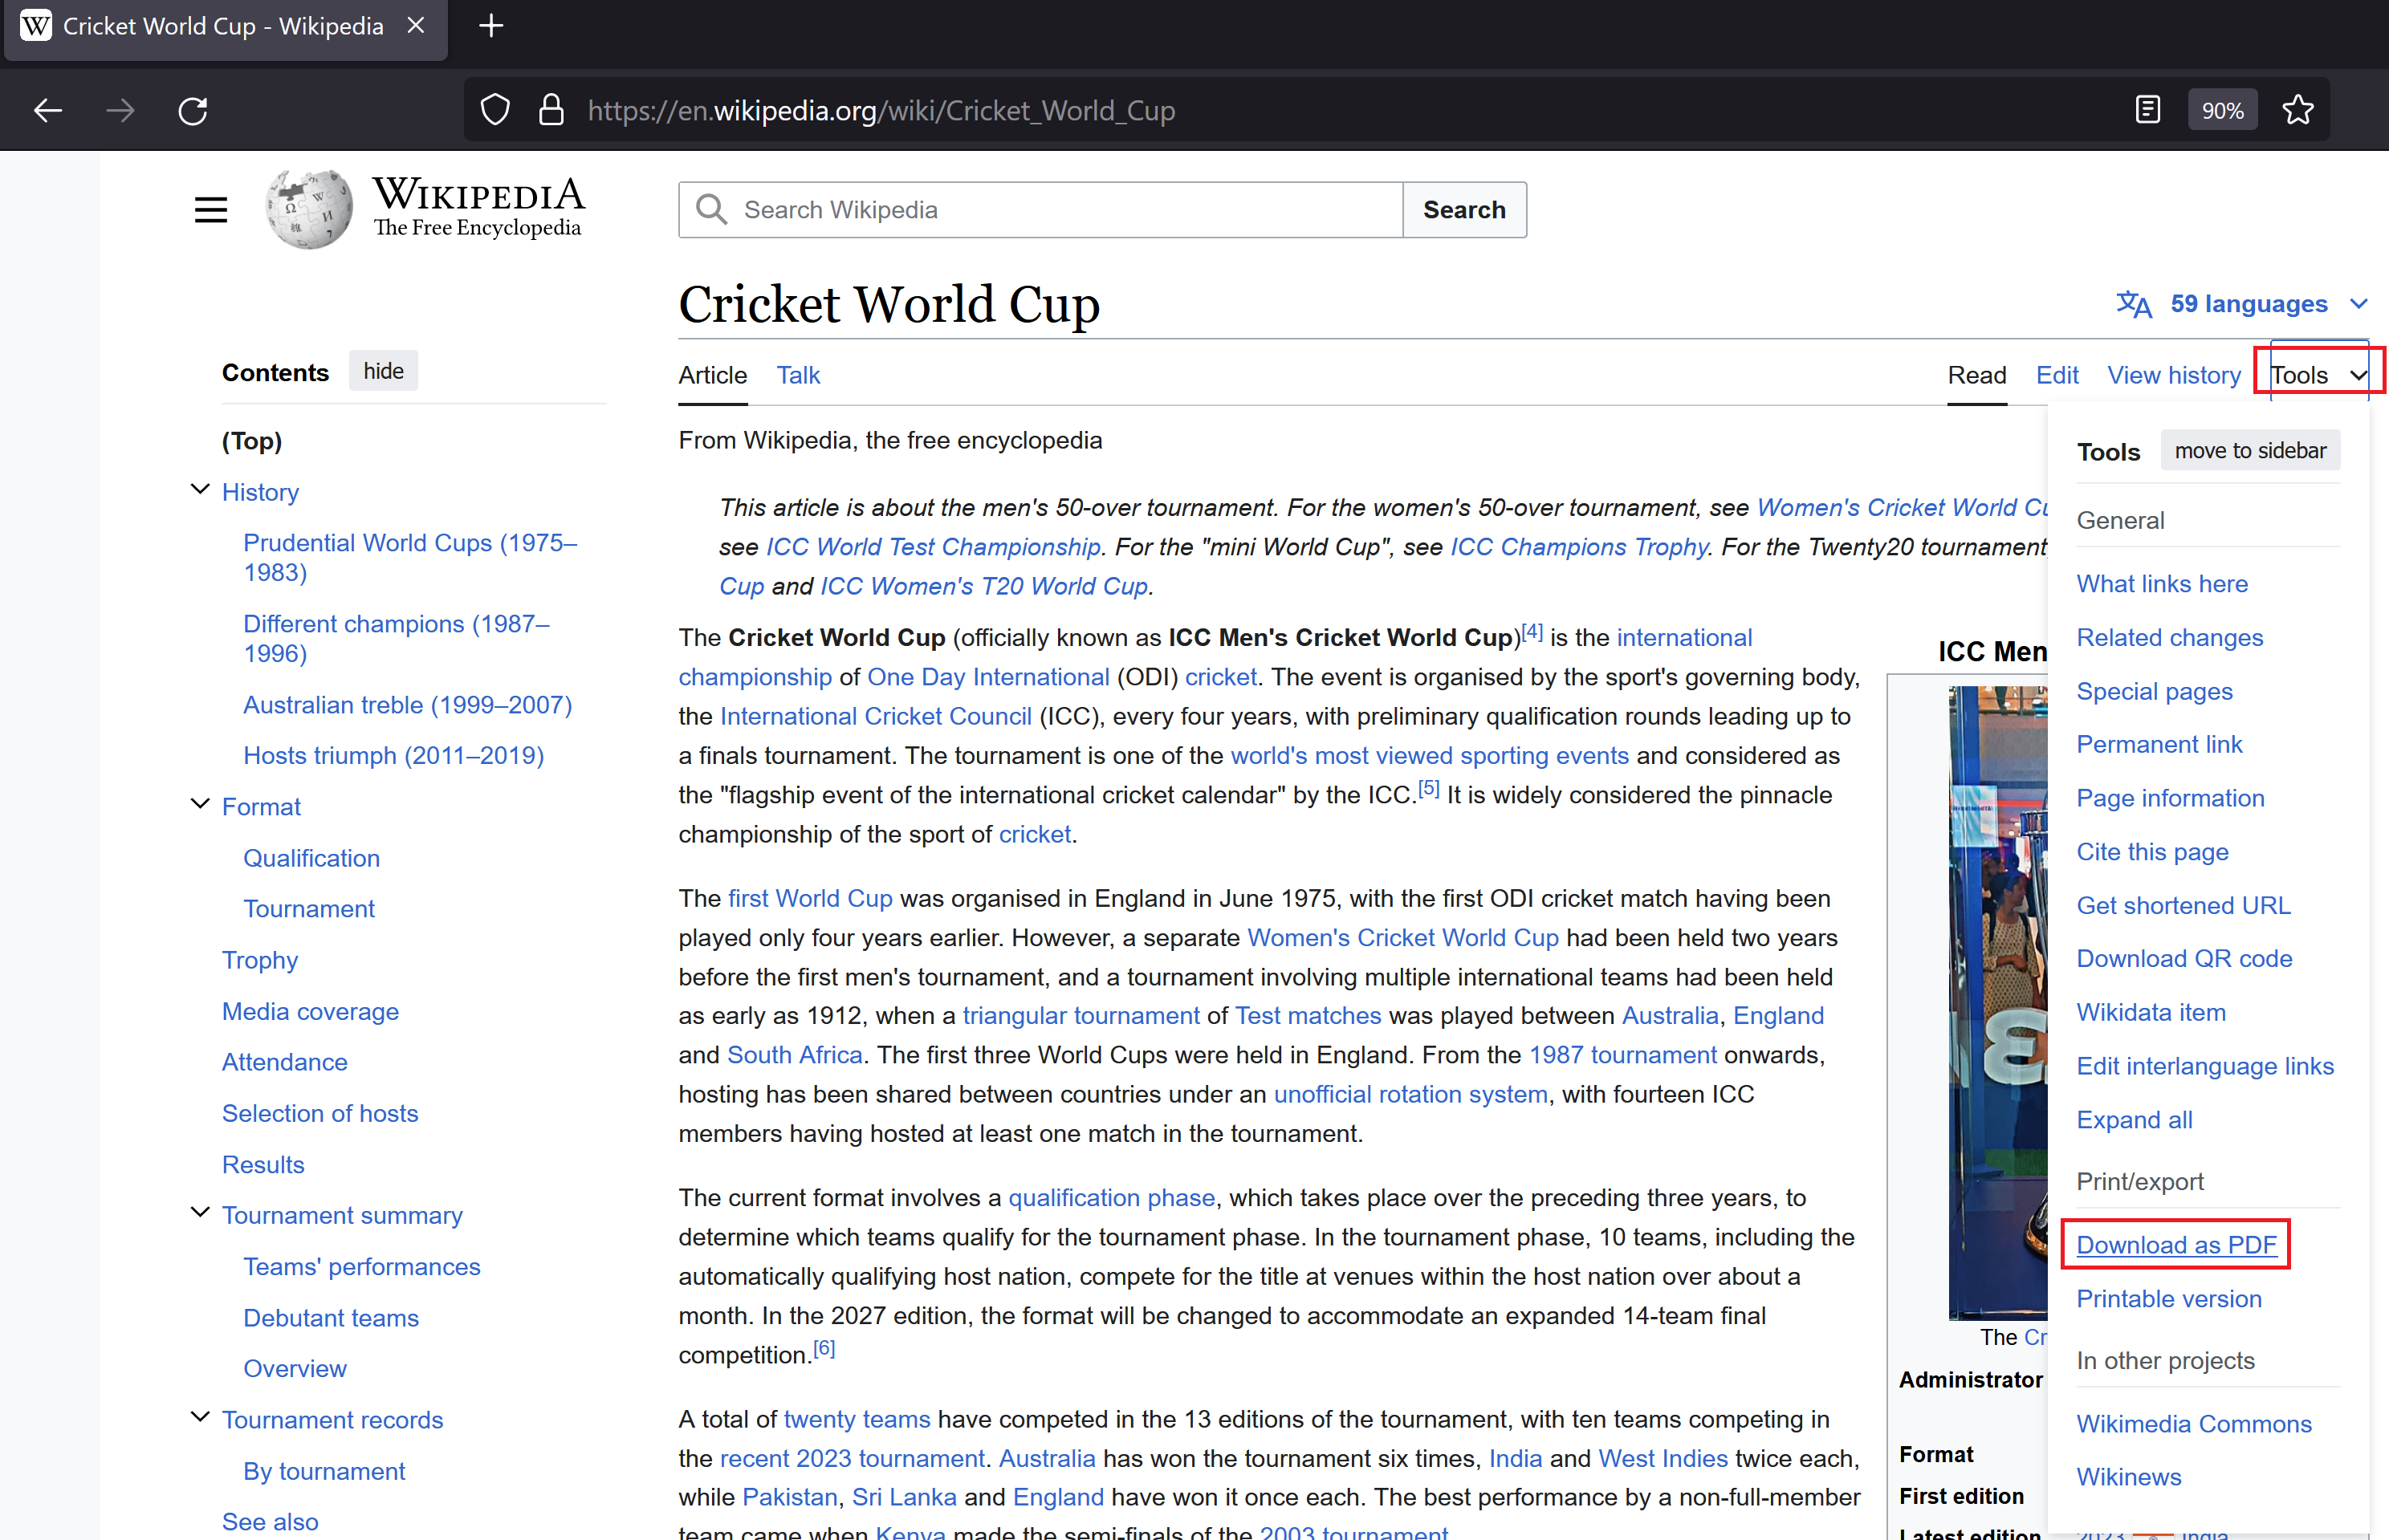 Cricket World Cup - Wikipedia
https://en.wikipedia.org/wiki/Cricket_World_Cup
90%
WIKIPEDIA
The Free Encyclopedia
Search Wikipedia
Search
Cricket World Cup
59 languages
Contents
hide
Article
Talk
Read
Edit
View history
Tools
(Top)
History
Prudential World Cups (1975–
1983)
Different champions (1987–
1996)
Australian treble (1999–2007)
Hosts triumph (2011–2019)
Format
Qualification
Tournament
Trophy
Media coverage
Attendance
Selection of hosts
Results
Tournament summary
Teams' performances
Debutant teams
Overview
Tournament records
By tournament
See also
From Wikipedia, the free encyclopedia
This article is about the men's 50-over tournament. For the women's 50-over tournament, see Women's Cricket World
see ICC World Test Championship. For the "mini World Cup", see ICC Champions Trophy. For the Twenty20 tournament,
Cup and ICC Women's T20 World Cup.
The Cricket World Cup (officially known as ICC Men's Cricket World Cup)[4] is the international
championship of One Day International (ODI) cricket. The event is organised by the sport's governing body,
the International Cricket Council (ICC), every four years, with preliminary qualification rounds leading up to
a finals tournament. The tournament is one of the world's most viewed sporting events and considered as
the "flagship event of the international cricket calendar" by the ICC.[5] It is widely considered the pinnacle
championship of the sport of cricket.
The first World Cup was organised in England in June 1975, with the first ODI cricket match having been
played only four years earlier. However, a separate Women's Cricket World Cup had been held two years
before the first men's tournament, and a tournament involving multiple international teams had been held
as early as 1912, when a triangular tournament of Test matches was played between Australia, England
and South Africa. The first three World Cups were held in England. From the 1987 tournament onwards,
hosting has been shared between countries under an unofficial rotation system, with fourteen ICC
members having hosted at least one match in the tournament.
The current format involves a qualification phase, which takes place over the preceding three years, to
determine which teams qualify for the tournament phase. In the tournament phase, 10 teams, including the
automatically qualifying host nation, compete for the title at venues within the host nation over about a
month. In the 2027 edition, the format will be changed to accommodate an expanded 14-team final
competition.[6]
A total of twenty teams have competed in the 13 editions of the tournament, with ten teams competing in
the recent 2023 tournament. Australia has won the tournament six times, India and West Indies twice each,
while Pakistan, Sri Lanka and England have won it once each. The best performance by a non-full-member
team came when Kenya made the semi-finals of the 2003 tournament.
ICC Men
The Cr
Administrator
Format
First edition
Latest edition
2023 India
Tools
move to sidebar
General
What links here
Related changes
Special pages
Permanent link
Page information
Cite this page
Get shortened URL
Download QR code
Wikidata item
Edit interlanguage links
Expand all
Print/export
Download as PDF
Printable version
In other projects
Wikimedia Commons
Wikinews